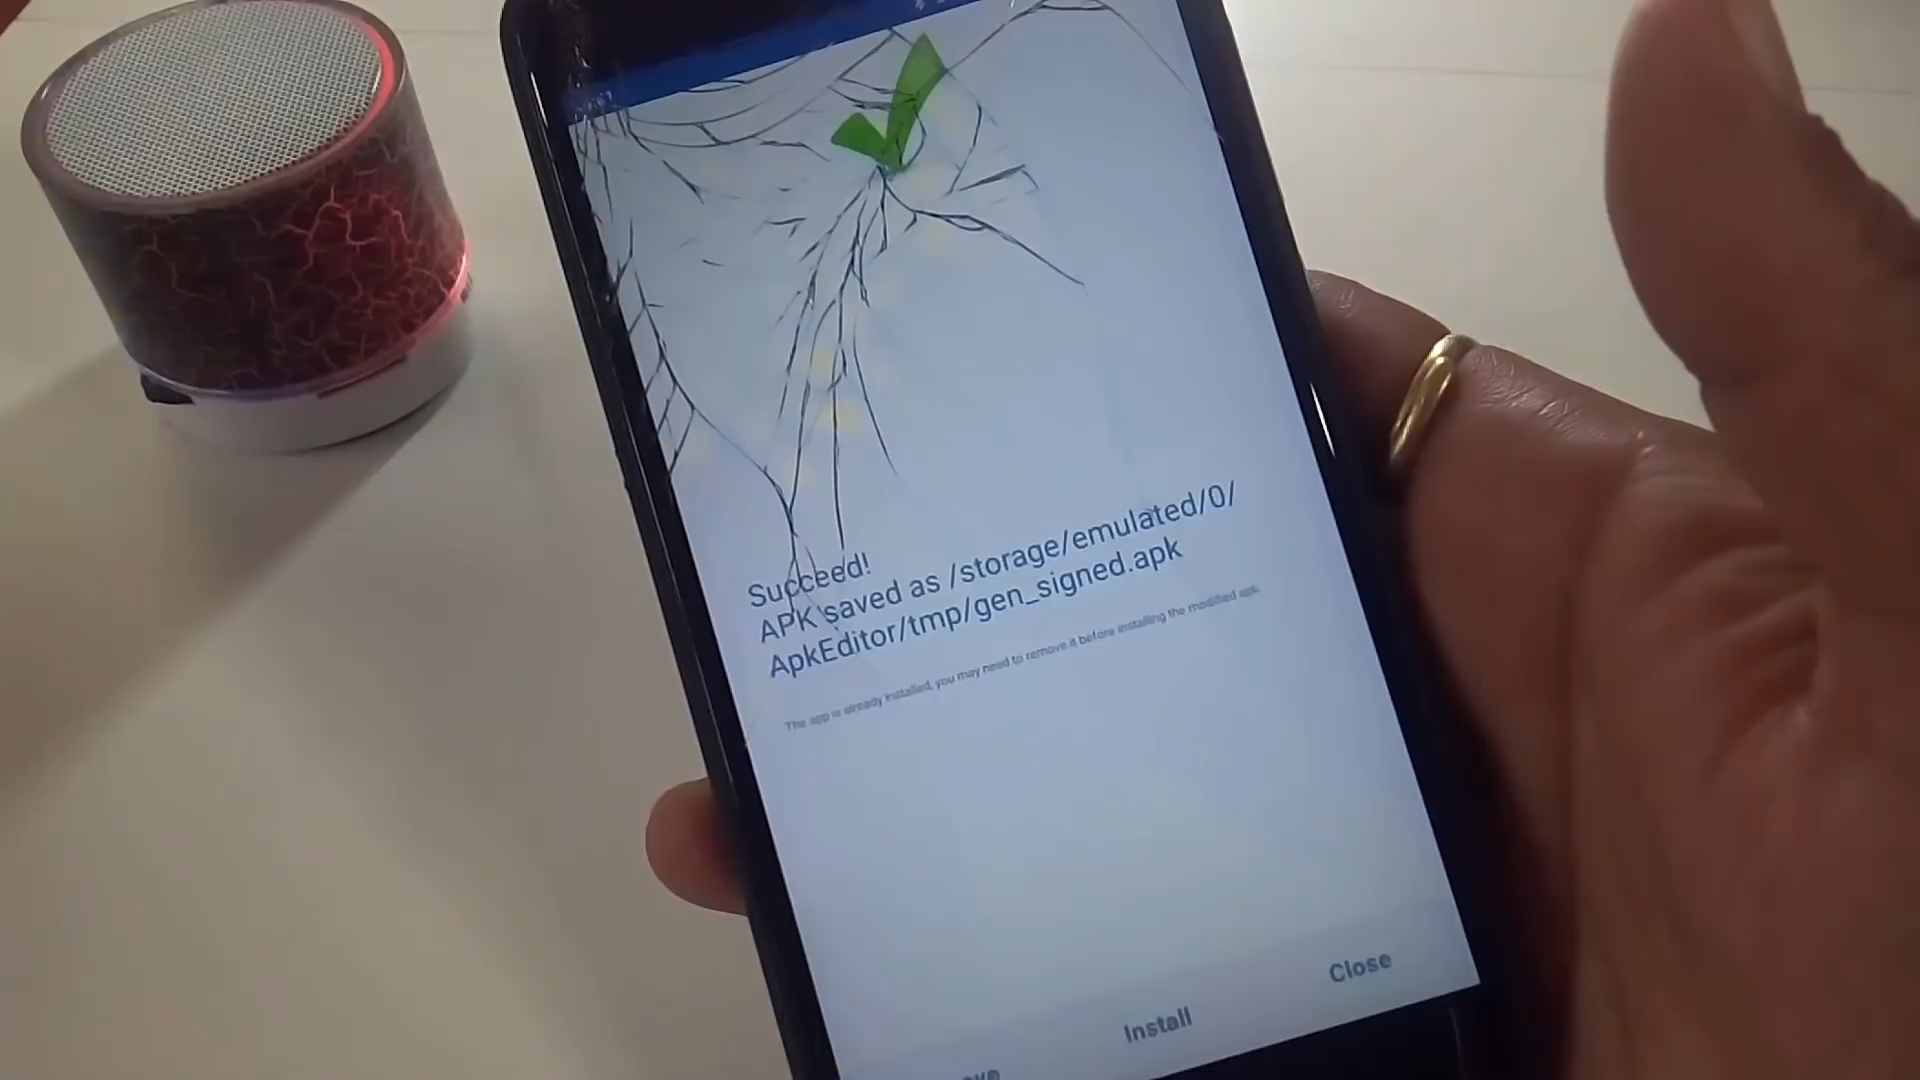 Succeed!
APK saved as /storage/emulated/0/
ApkEditor/tmp/gen_signed.apk
The app is already installed, you may need to remove it before installing the modified apk.
Close
Install